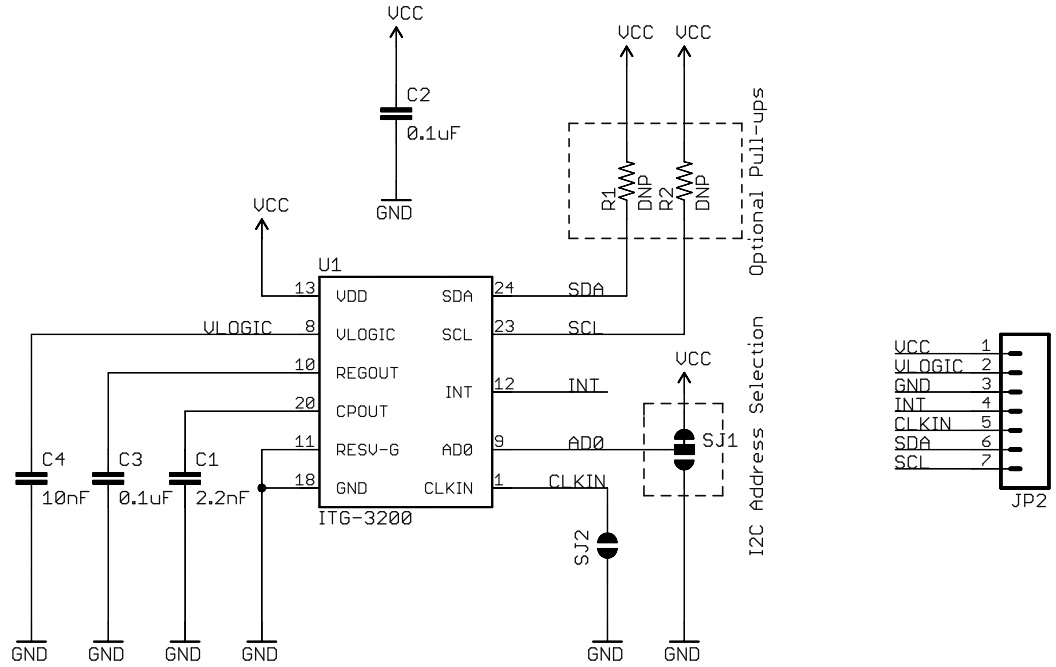 VCC
VCC VCC
C2
0.1uF
GND
Optional Pull-ups
R1
DNP
R2
DNP
VCC
U1
13 VDD SDA 24 SDA
VLOGIC 8 VLOGIC SCL 23 SCL
10 REGOUT
INT 12 INT
20 CPOUT
11 RESV-G AD0 9 AD0
18 GND CLKIN 1 CLKIN
ITG-3200
VCC
SJ1
I2C Address Selection
SJ2
C4
10nF
C3
0.1uF
C1
2.2nF
GND GND GND GND GND GND
VCC 1
VLOGIC 2
GND 3
INT 4
CLKIN 5
SDA 6
SCL 7
JP2